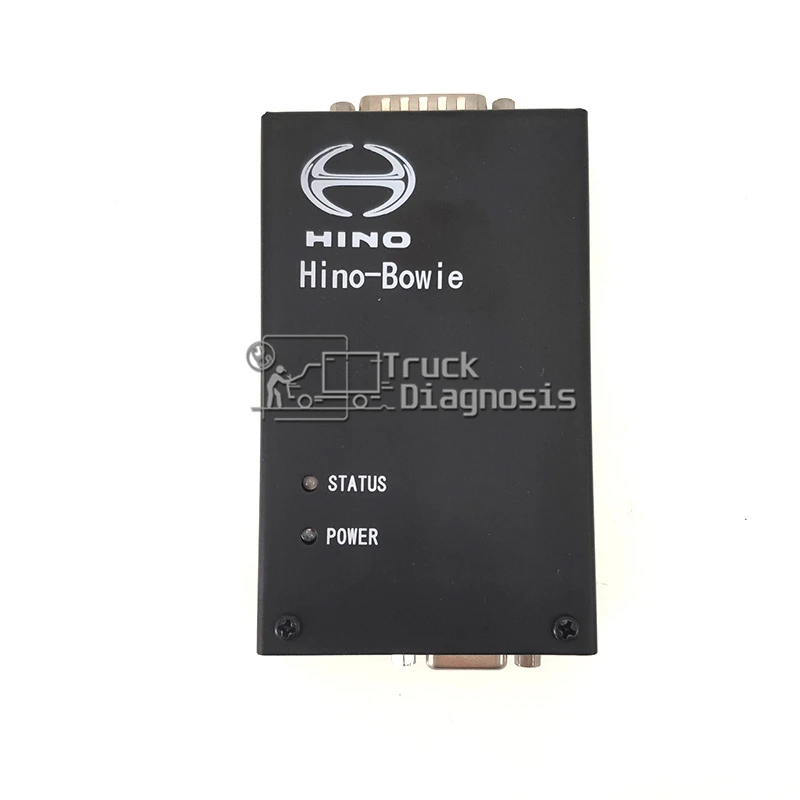 HINO
Hino-Bowie
Truck
Diagnosis
STATUS
POWER